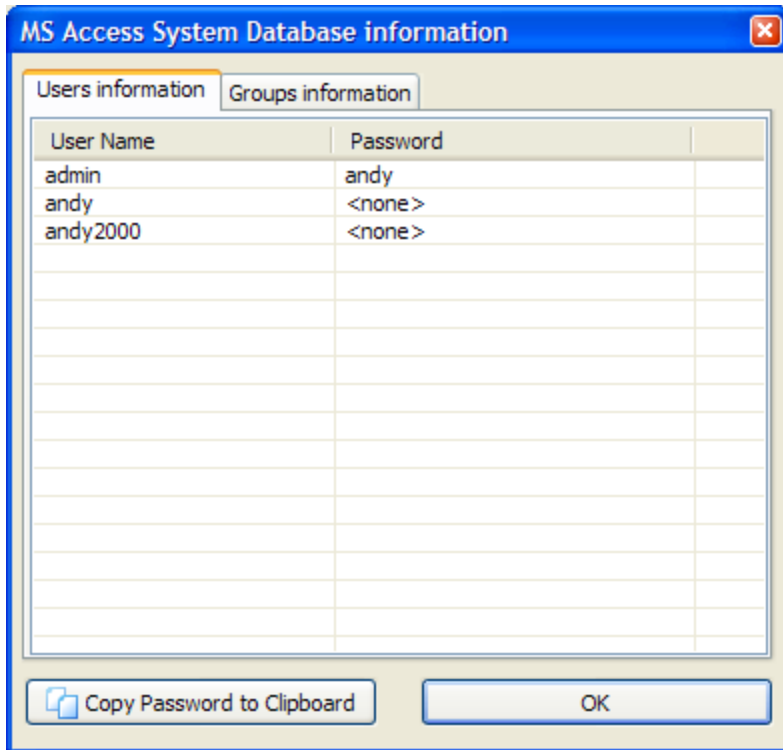 MS Access System Database information
Users information Groups information
User Name Password
admin andy
andy <none>
andy2000 <none>
Copy Password to Clipboard OK